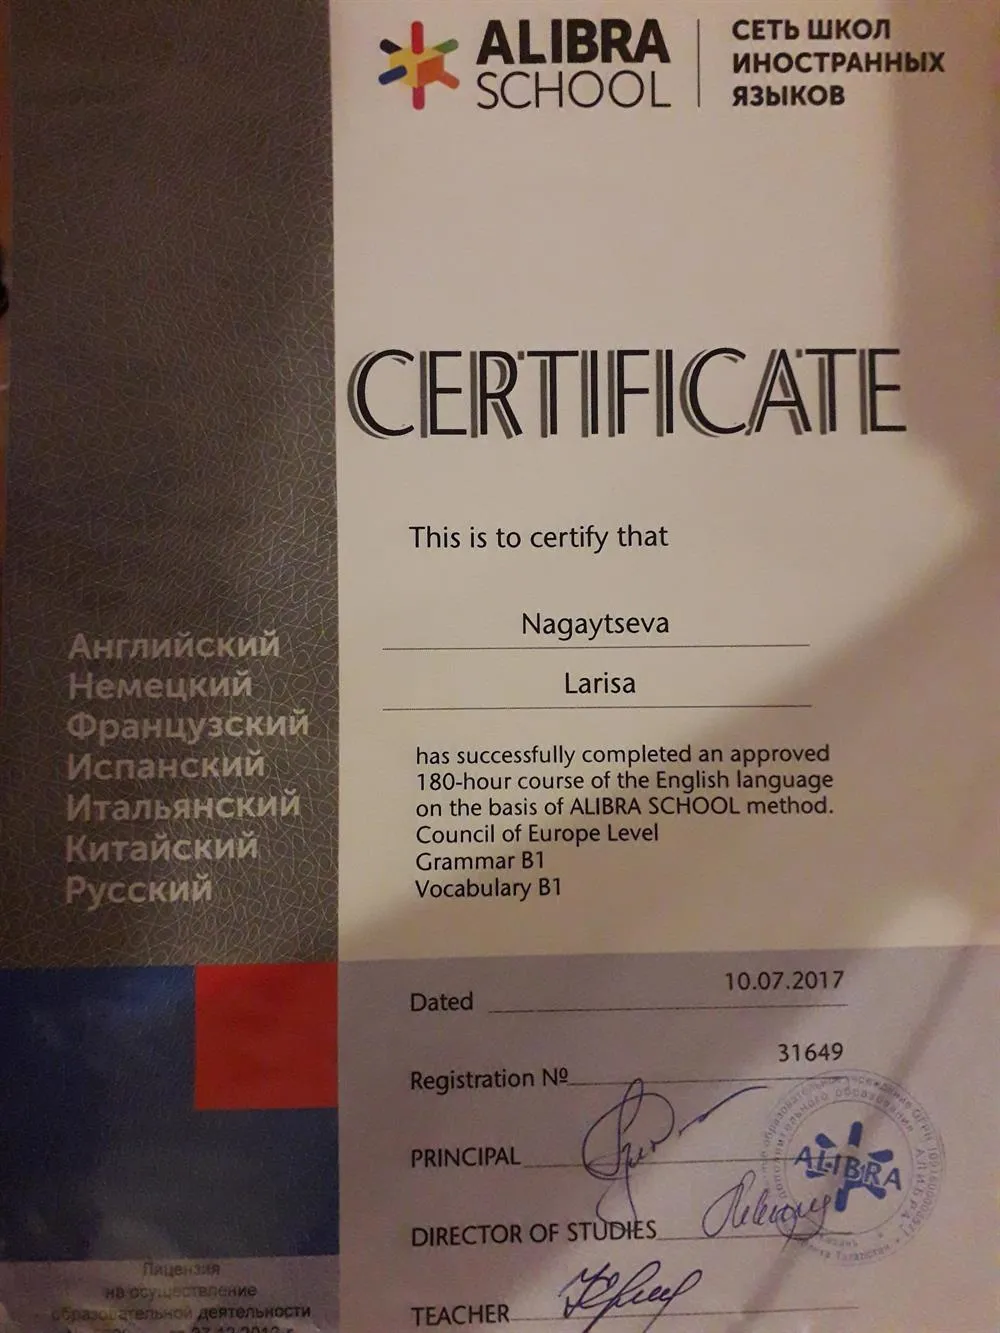 ALIBRA
SCHOOL
СЕТЬ ШКОЛ
ИНОСТРАННЫХ
ЯЗЫКОВ
CERTIFICATE
This is to certify that
Nagaytseva
Larisa
has successfully completed an approved
180-hour course of the English language
on the basis of ALIBRA SCHOOL method.
Council of Europe Level
Grammar B1
Vocabulary B1
Английский
Немецкий
Французский
Испанский
Итальянский
Китайский
Русский
Dated 10.07.2017
Registration № 31649
PRINCIPAL
DIRECTOR OF STUDIES
TEACHER
ALIBRA
дополнительного образования
Лицензия
на осуществление
образовательной деятельности